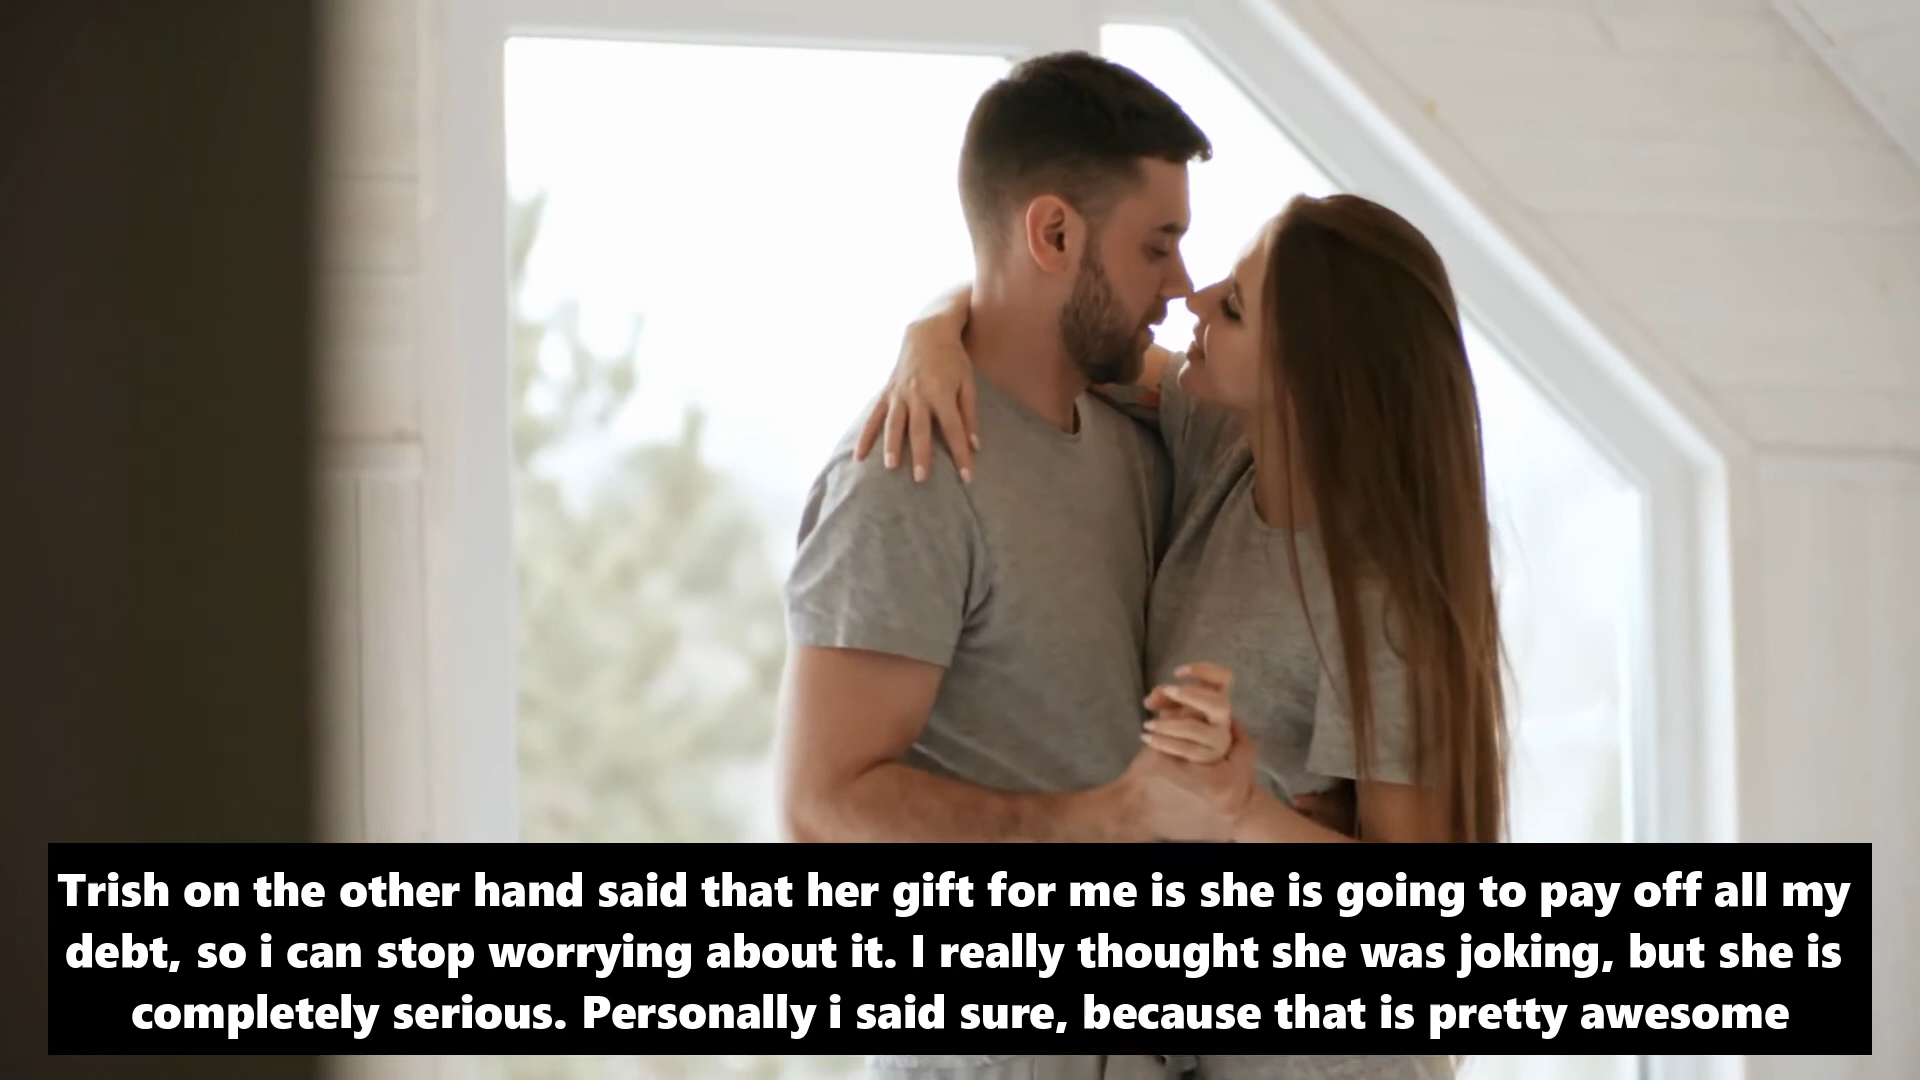 Trish on the other hand said that her gift for me is she is going to pay off all my
debt, so i can stop worrying about it. I really thought she was joking, but she is
completely serious. Personally i said sure, because that is pretty awesome